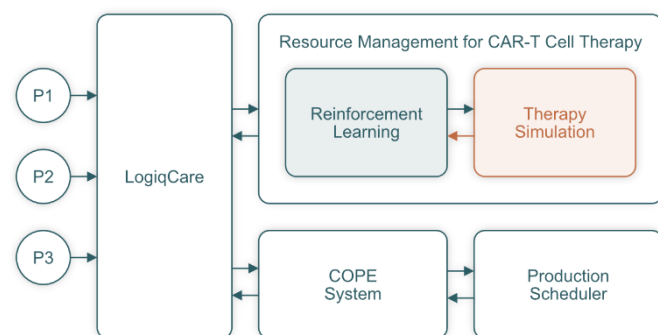 Resource Management for CAR-T Cell Therapy
P1
Reinforcement
Learning
Therapy
Simulation
P2
LogiqCare
P3
COPE
System
Production
Scheduler